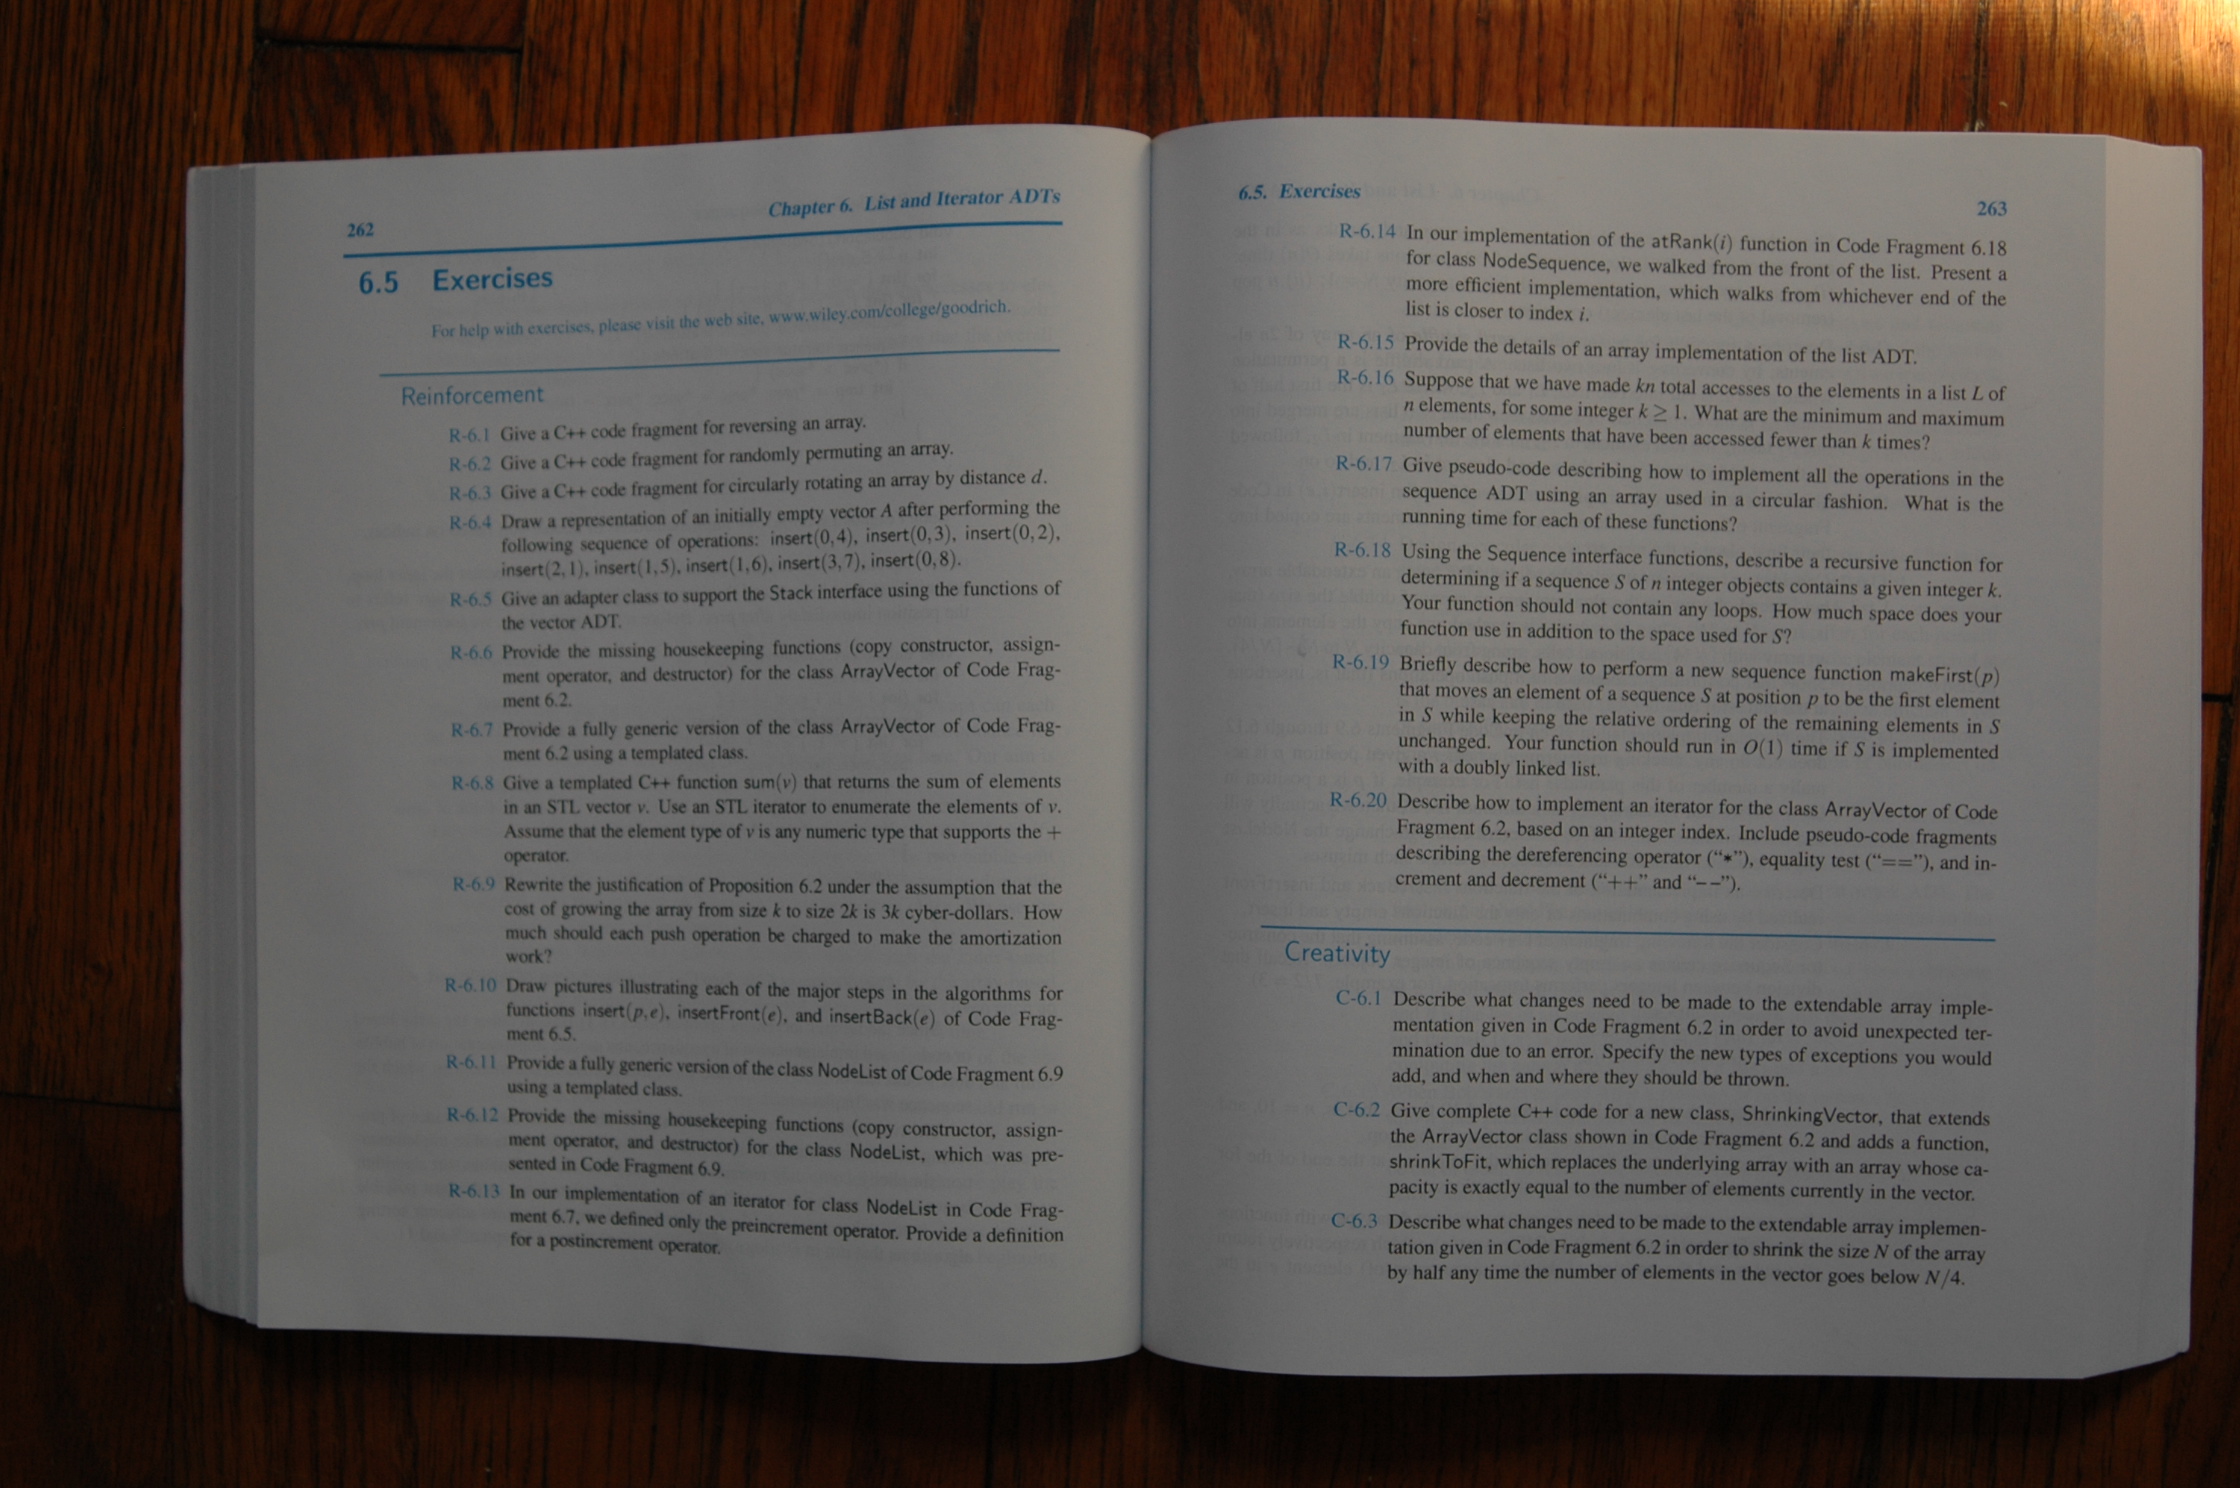 262
Chapter 6. List and Iterator ADTs
6.5 Exercises
For help with exercises, please visit the web site, www.wiley.com/college/goodrich.
Reinforcement
R-6.1 Give a C++ code fragment for reversing an array.
R-6.2 Give a C++ code fragment for randomly permuting an array.
R-6.3 Give a C++ code fragment for circularly rotating an array by distance d.
R-6.4 Draw a representation of an initially empty vector A after performing the
following sequence of operations: insert(0,4), insert(0,3), insert(0,2),
insert(2,1), insert(1,5), insert(1,6), insert(3,7), insert(0,8).
R-6.5 Give an adapter class to support the Stack interface using the functions of
the vector ADT.
R-6.6 Provide the missing housekeeping functions (copy constructor, assign-
ment operator, and destructor) for the class ArrayVector of Code Frag-
ment 6.2.
R-6.7 Provide a fully generic version of the class ArrayVector of Code Frag-
ment 6.2 using a templated class.
R-6.8 Give a templated C++ function sum(v) that returns the sum of elements
in an STL vector v. Use an STL iterator to enumerate the elements of v.
Assume that the element type of v is any numeric type that supports the +
operator.
R-6.9 Rewrite the justification of Proposition 6.2 under the assumption that the
cost of growing the array from size k to size 2k is 3k cyber-dollars. How
much should each push operation be charged to make the amortization
work?
R-6.10 Draw pictures illustrating each of the major steps in the algorithms for
functions insert(p,e), insertFront(e), and insertBack(e) of Code Frag-
ment 6.5.
R-6.11 Provide a fully generic version of the class NodeList of Code Fragment 6.9
using a templated class.
R-6.12 Provide the missing housekeeping functions (copy constructor, assign-
ment operator, and destructor) for the class NodeList, which was pre-
sented in Code Fragment 6.9.
R-6.13 In our implementation of an iterator for class NodeList in Code Frag-
ment 6.7, we defined only the preincrement operator. Provide a definition
for a postincrement operator.
6.5. Exercises
263
R-6.14 In our implementation of the atRank(i) function in Code Fragment 6.18
for class NodeSequence, we walked from the front of the list. Present a
more efficient implementation, which walks from whichever end of the
list is closer to index i.
R-6.15 Provide the details of an array implementation of the list ADT.
R-6.16 Suppose that we have made kn total accesses to the elements in a list L of
n elements, for some integer k ≥ 1. What are the minimum and maximum
number of elements that have been accessed fewer than k times?
R-6.17 Give pseudo-code describing how to implement all the operations in the
sequence ADT using an array used in a circular fashion. What is the
running time for each of these functions?
R-6.18 Using the Sequence interface functions, describe a recursive function for
determining if a sequence S of n integer objects contains a given integer k.
Your function should not contain any loops. How much space does your
function use in addition to the space used for S?
R-6.19 Briefly describe how to perform a new sequence function makeFirst(p)
that moves an element of a sequence S at position p to be the first element
in S while keeping the relative ordering of the remaining elements in S
unchanged. Your function should run in O(1) time if S is implemented
with a doubly linked list.
R-6.20 Describe how to implement an iterator for the class ArrayVector of Code
Fragment 6.2, based on an integer index. Include pseudo-code fragments
describing the dereferencing operator (“*”), equality test (“==”), and in-
crement and decrement (“++” and “--”).
Creativity
C-6.1 Describe what changes need to be made to the extendable array imple-
mentation given in Code Fragment 6.2 in order to avoid unexpected ter-
mination due to an error. Specify the new types of exceptions you would
add, and when and where they should be thrown.
C-6.2 Give complete C++ code for a new class, ShrinkingVector, that extends
the ArrayVector class shown in Code Fragment 6.2 and adds a function,
shrinkToFit, which replaces the underlying array with an array whose ca-
pacity is exactly equal to the number of elements currently in the vector.
C-6.3 Describe what changes need to be made to the extendable array implemen-
tation given in Code Fragment 6.2 in order to shrink the size N of the array
by half any time the number of elements in the vector goes below N/4.